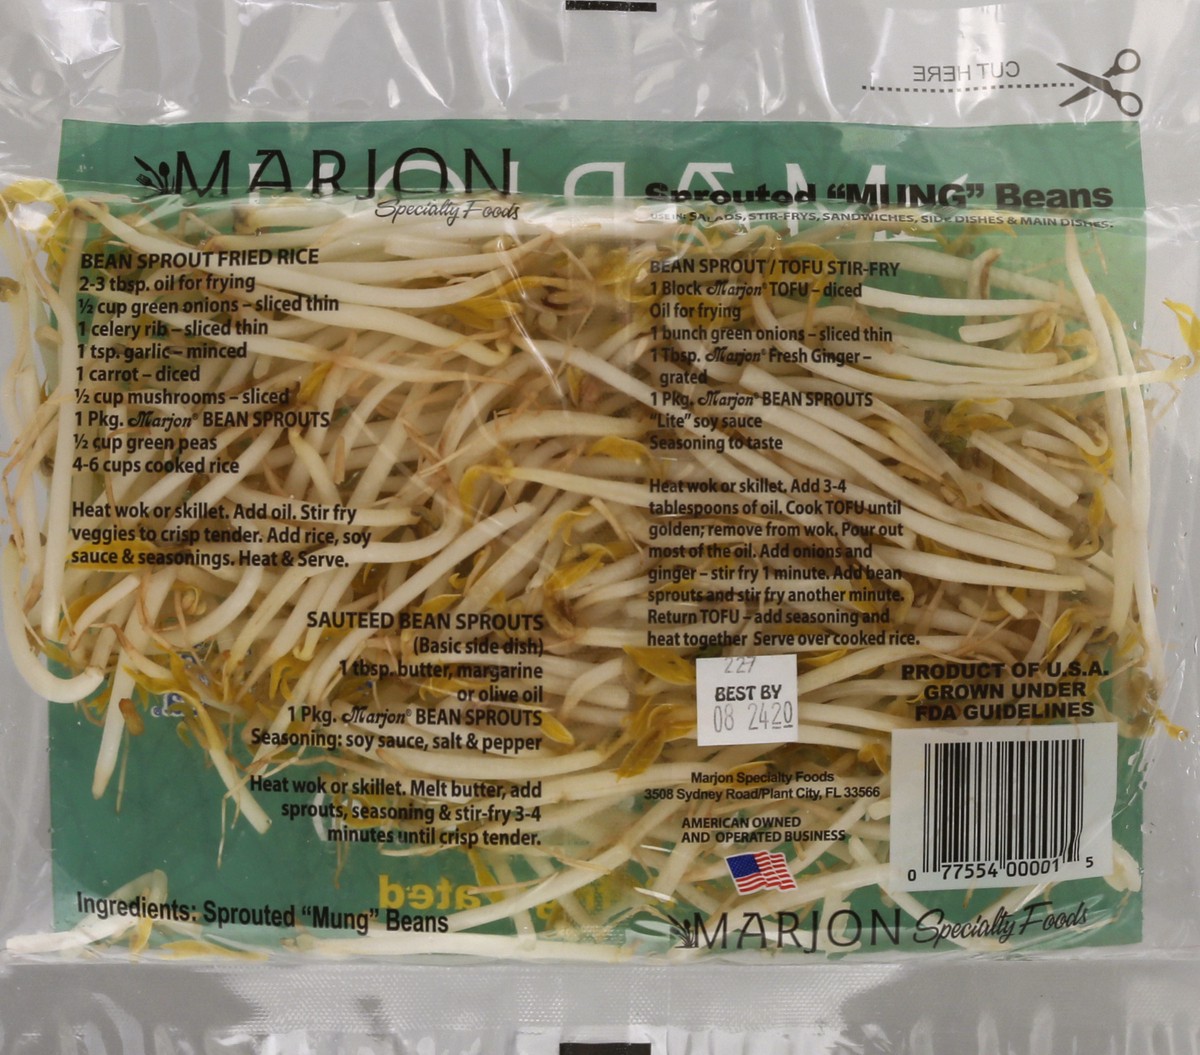 CUT HERE
MARJON
Specialty Foods
Sprouted “MUNG” Beans
USE IN: SALADS, STIR-FRYS, SANDWICHES, SIDE DISHES & MAIN DISHES.
BEAN SPROUT FRIED RICE
2-3 tbsp. oil for frying
½ cup green onions – sliced thin
1 celery rib – sliced thin
1 tsp. garlic – minced
1 carrot – diced
½ cup mushrooms – sliced
1 Pkg. Marjon® BEAN SPROUTS
½ cup green peas
4-6 cups cooked rice
Heat wok or skillet. Add oil. Stir fry
veggies to crisp tender. Add rice, soy
sauce & seasonings. Heat & Serve.
SAUTEED BEAN SPROUTS
(Basic side dish)
1 tbsp. butter, margarine
or olive oil
1 Pkg. Marjon® BEAN SPROUTS
Seasoning: soy sauce, salt & pepper
Heat wok or skillet. Melt butter, add
sprouts, seasoning & stir-fry 3-4
minutes until crisp tender.
Ingredients: Sprouted “Mung” Beans
BEAN SPROUT / TOFU STIR-FRY
1 Block Marjon® TOFU – diced
Oil for frying
1 bunch green onions – sliced thin
1 Tbsp. Marjon® Fresh Ginger –
grated
1 Pkg. Marjon® BEAN SPROUTS
“Lite” soy sauce
Seasoning to taste
Heat wok or skillet. Add 3-4
tablespoons of oil. Cook TOFU until
golden; remove from wok. Pour out
most of the oil. Add onions and
ginger – stir fry 1 minute. Add bean
sprouts and stir fry another minute.
Return TOFU – add seasoning and
heat together Serve over cooked rice.
227
BEST BY
08 2420
PRODUCT OF U.S.A.
GROWN UNDER
FDA GUIDELINES
Marjon Specialty Foods
3508 Sydney Road/Plant City, FL 33566
AMERICAN OWNED
AND OPERATED BUSINESS
0 77554 00001 5
MARJON Specialty Foods